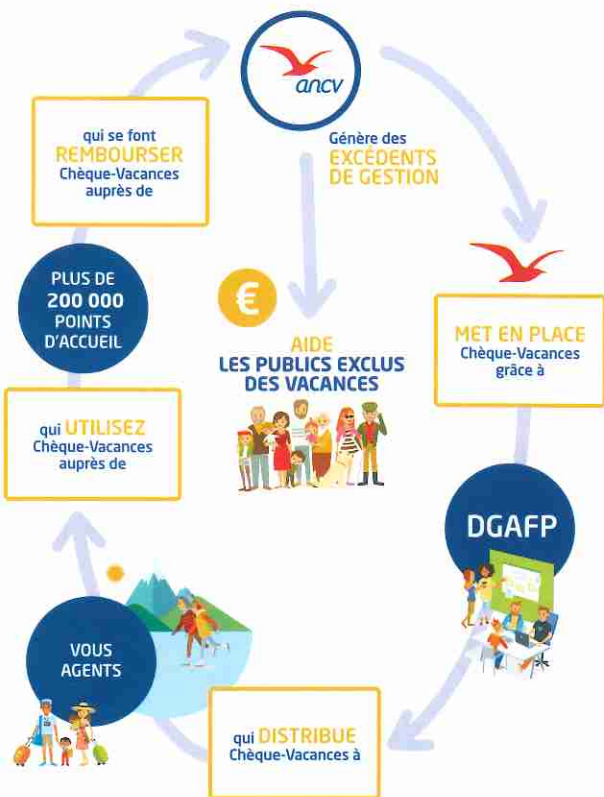 ancv
Génère des
EXCÉDENTS
DE GESTION
MET EN PLACE
Chèque-Vacances
grâce à
DGAFP
qui DISTRIBUE
Chèque-Vacances à
VOUS
AGENTS
qui UTILISEZ
Chèque-Vacances
auprès de
PLUS DE
200 000
POINTS
D'ACCUEIL
qui se font
REMBOURSER
Chèque-Vacances
auprès de
€
AIDE
LES PUBLICS EXCLUS
DES VACANCES